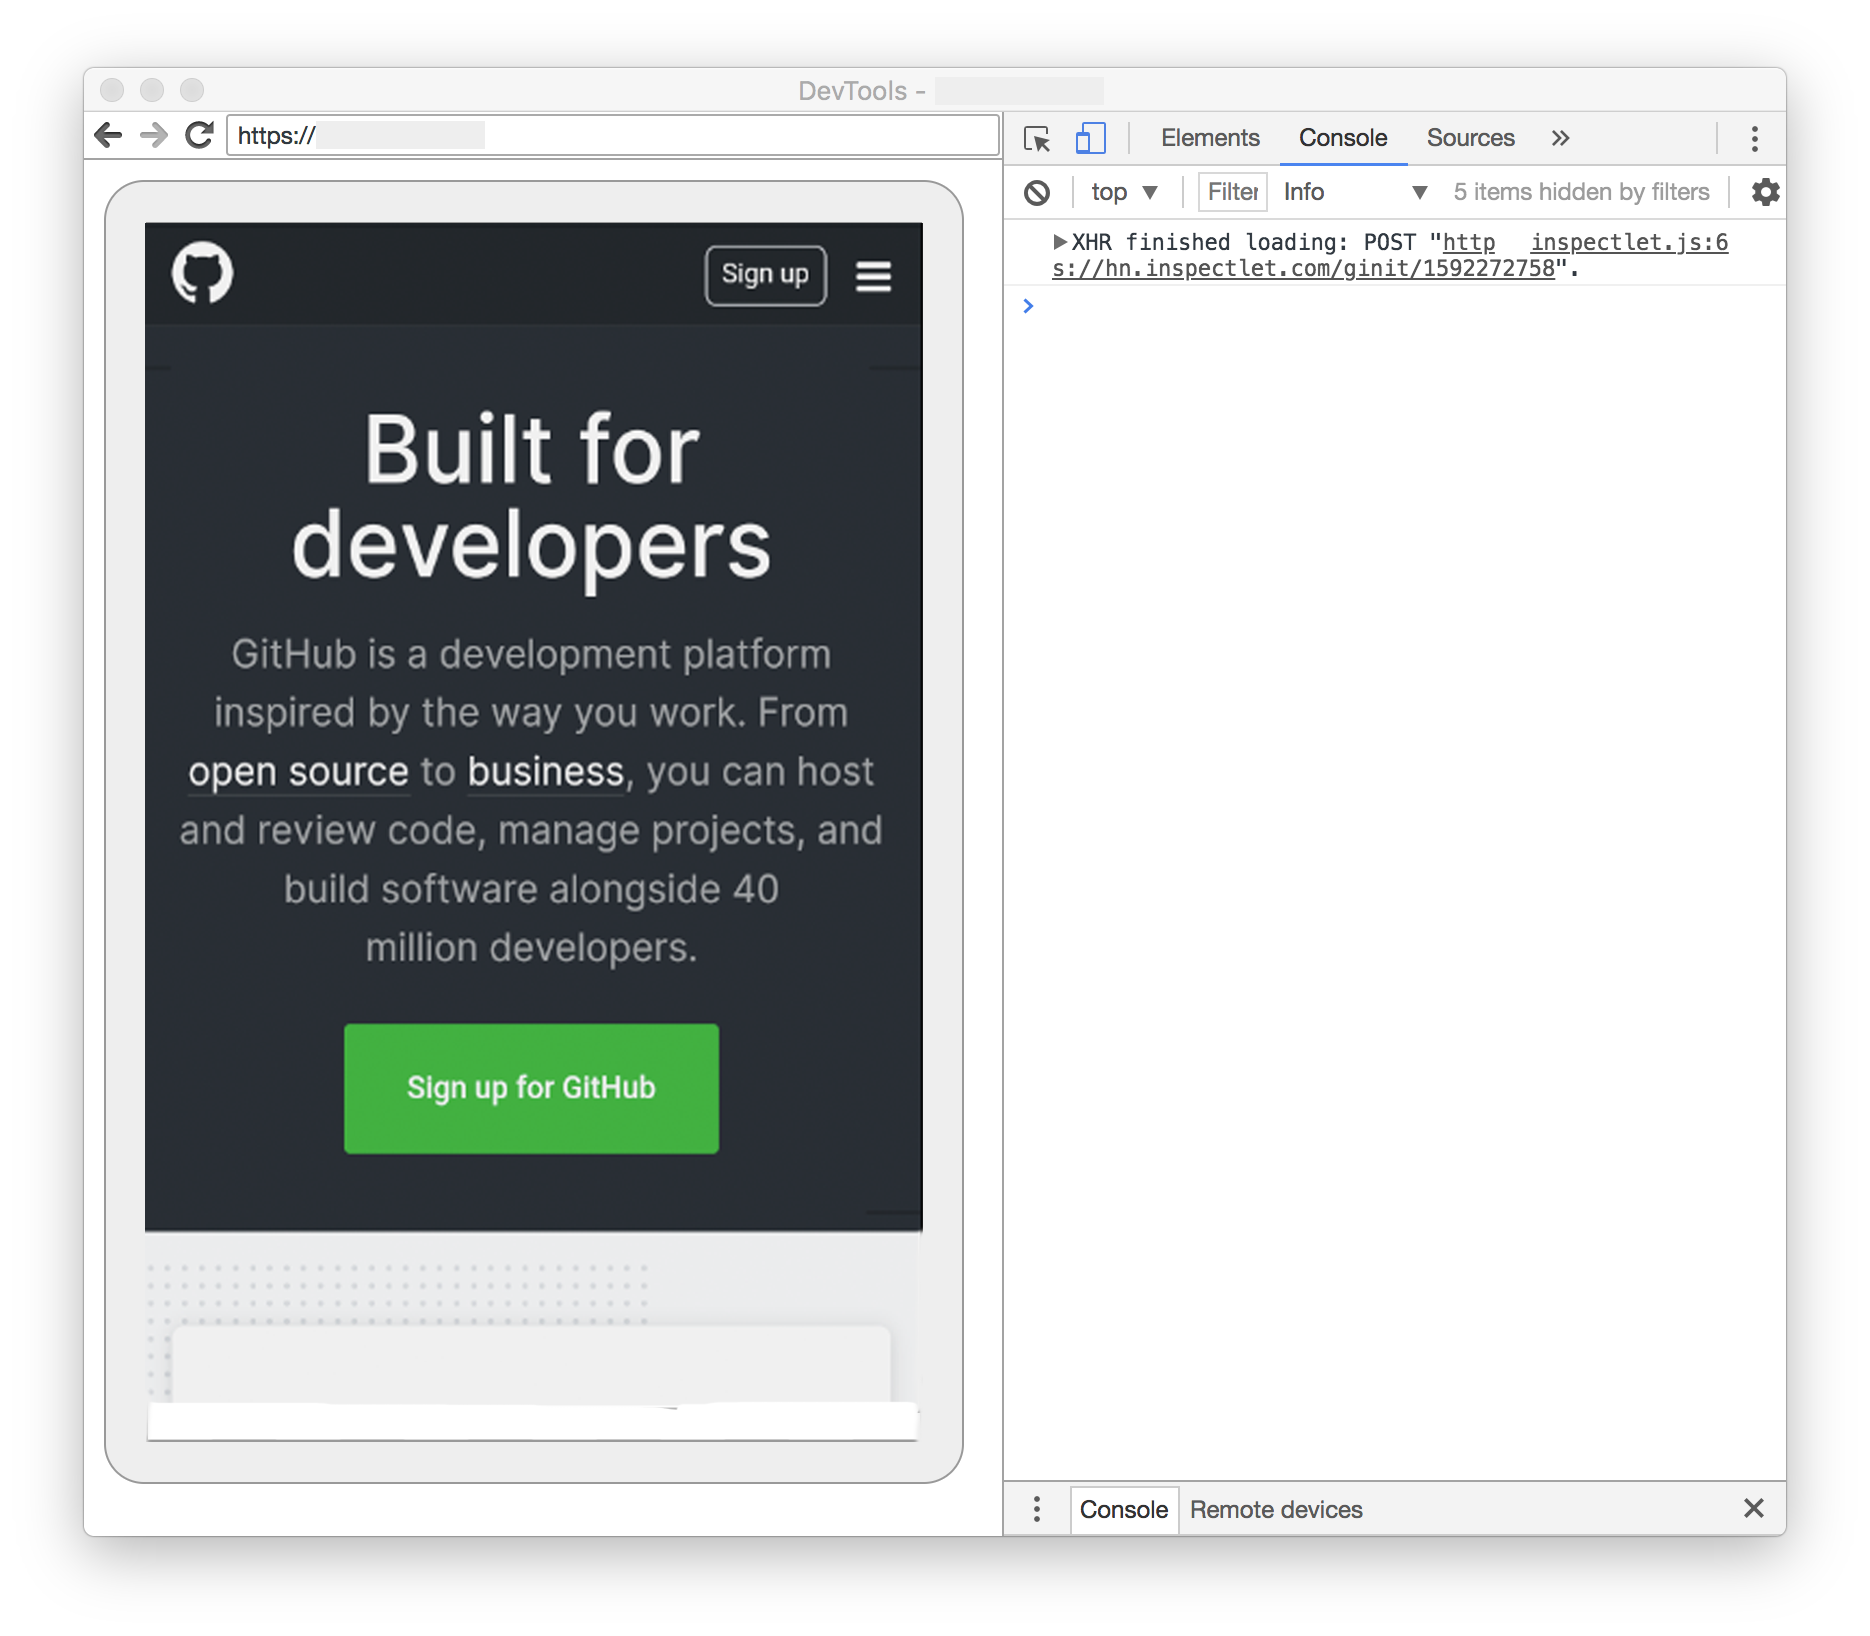 DevTools -
https://
Elements Console Sources »
top Filter Info 5 items hidden by filters
XHR finished loading: POST "http inspectlet.js:6
s://hn.inspectlet.com/ginit/1592272758".
Sign up
Built for
developers
GitHub is a development platform
inspired by the way you work. From
open source to business, you can host
and review code, manage projects, and
build software alongside 40
million developers.
Sign up for GitHub
Console Remote devices